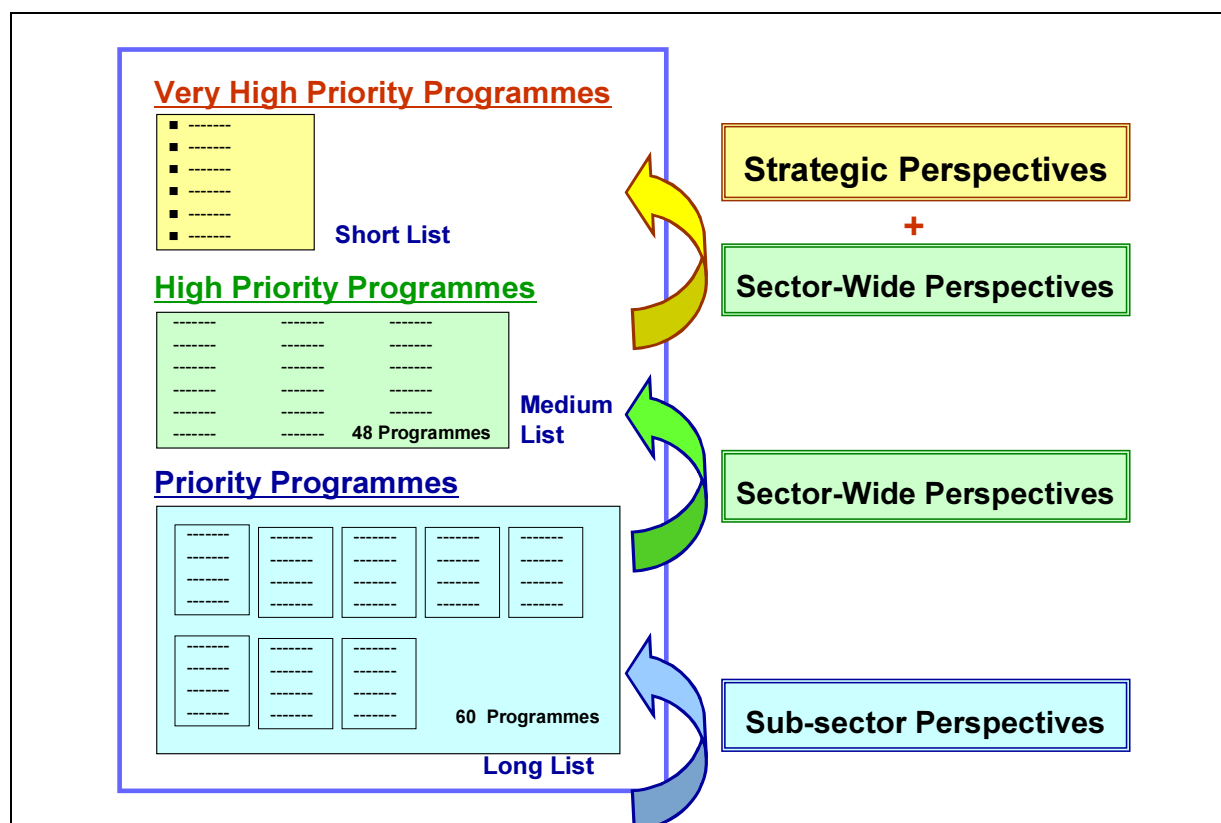 Very High Priority Programmes
■ -------
■ -------
■ -------
■ -------
■ -------
■ -------
Short List
High Priority Programmes
------- ------- -------
------- ------- -------
------- ------- -------
------- ------- -------
------- ------- -------
------- ------- 48 Programmes
Medium
List
Priority Programmes
------- ------- ------- ------- -------
------- ------- ------- ------- -------
------- ------- ------- ------- -------
------- ------- ------- ------- -------
------- ------- -------
------- ------- -------
------- ------- -------
------- ------- -------
60 Programmes
Long List
Strategic Perspectives
+
Sector-Wide Perspectives
Sector-Wide Perspectives
Sub-sector Perspectives